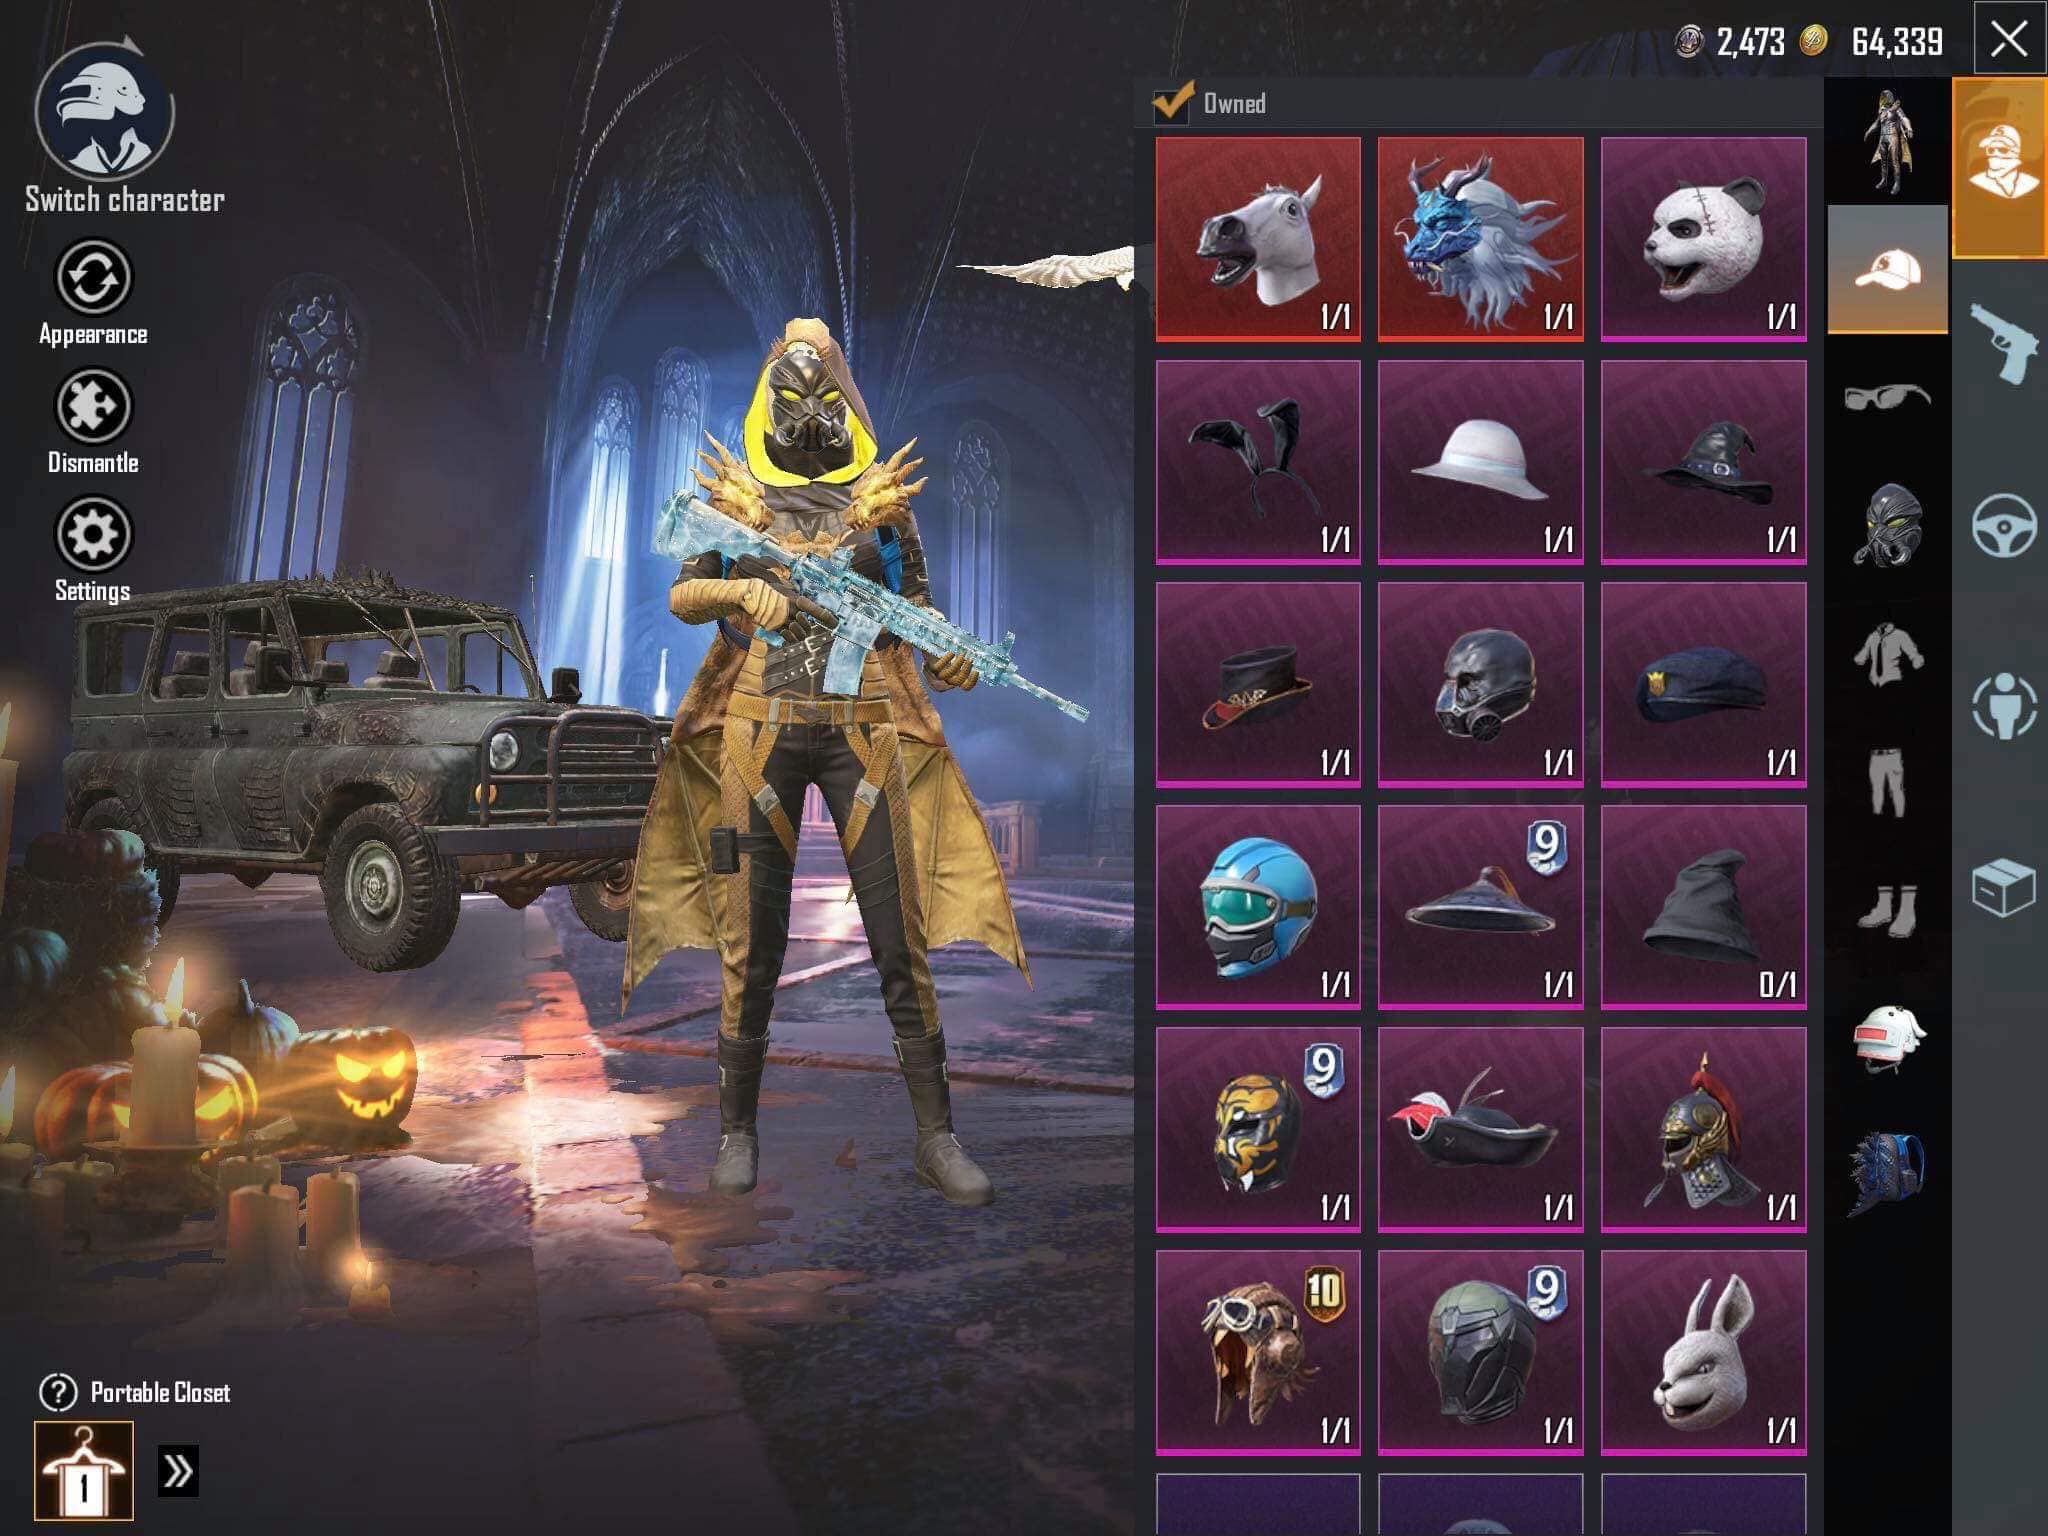 2,473 64,339
Owned
Switch character
Appearance
Dismantle
Settings
1/1 1/1 1/1
1/1 1/1 1/1
1/1 1/1 1/1
9
1/1 1/1 0/1
9
1/1 1/1 1/1
10 9
1/1 1/1 1/1
Portable Closet
1